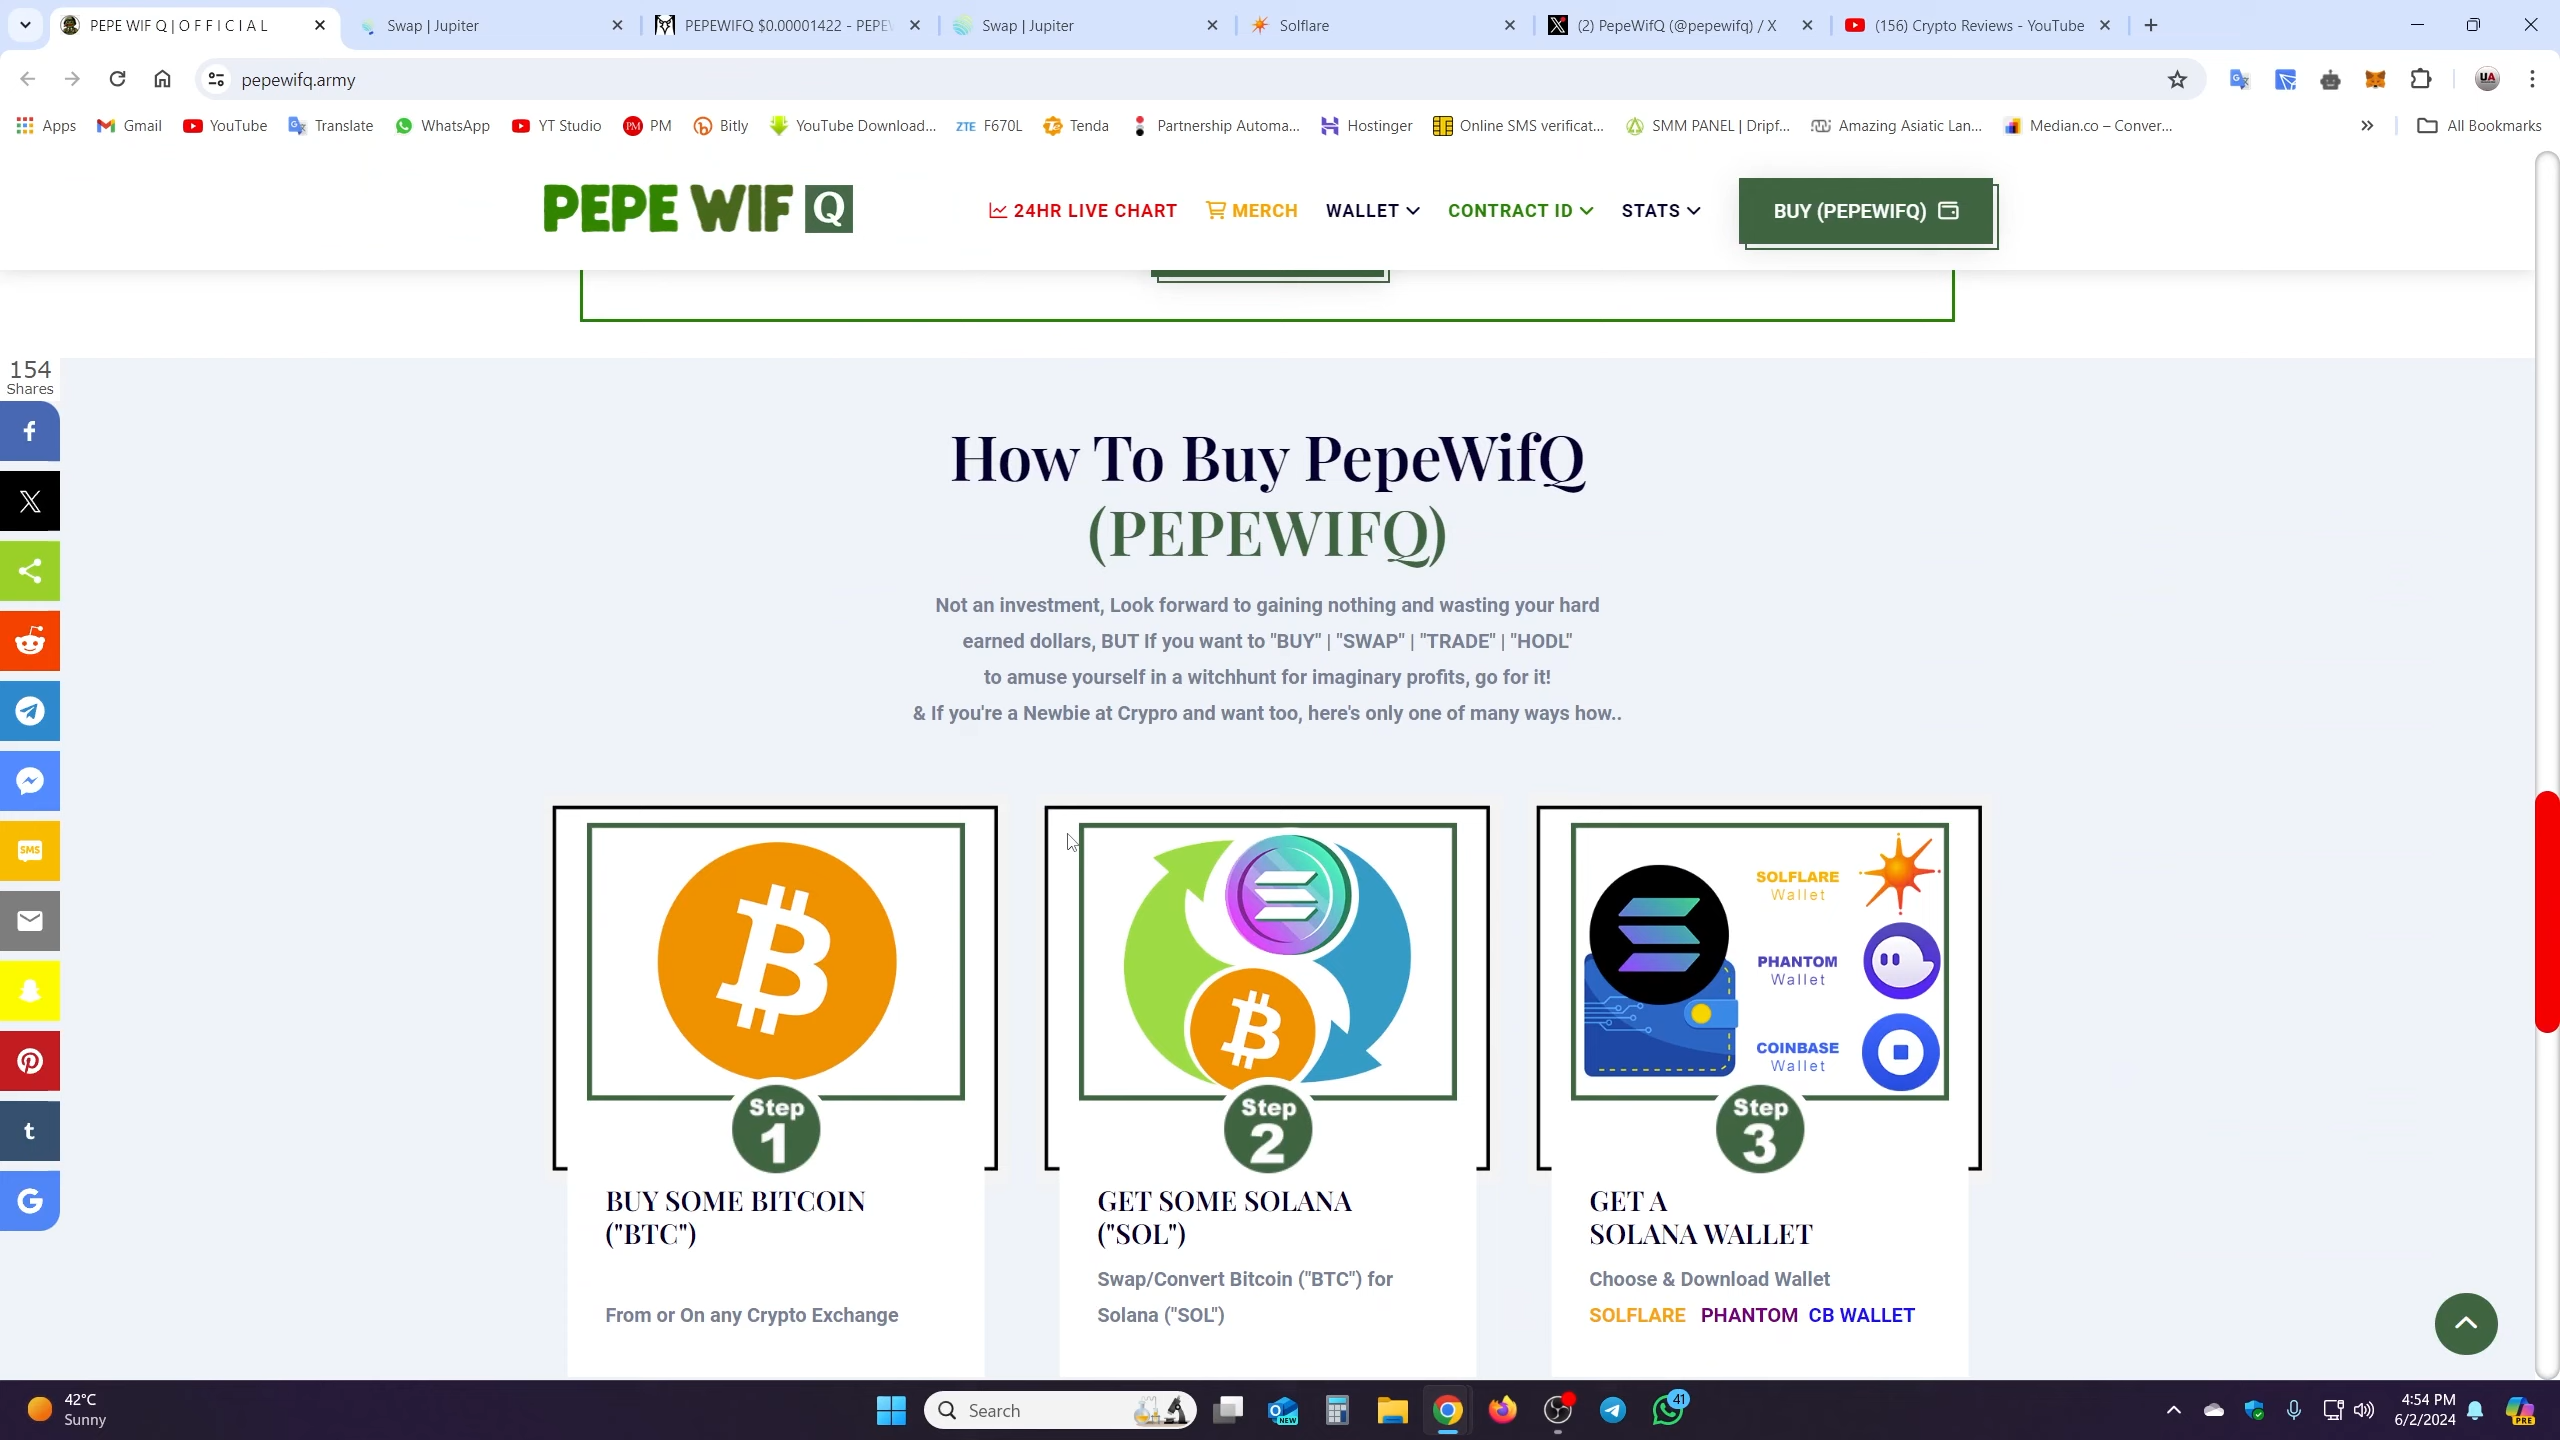 PEPE WIF Q | O F F I C I A L
Swap | Jupiter
PEPEWIFQ $0.00001422 - PEPEW
Swap | Jupiter
Solflare
(2) PepeWifQ (@pepewifq) / X
(156) Crypto Reviews - YouTube
pepewifq.army
UA
Apps
Gmail
YouTube
Translate
WhatsApp
YT Studio
PM PM
Bitly
YouTube Download...
ZTE F670L
Tenda
Partnership Automa...
Hostinger
Online SMS verificat...
SMM PANEL | Dripf...
Amazing Asiatic Lan...
Median.co – Conver...
All Bookmarks
PEPE WIF Q
24HR LIVE CHART
MERCH
WALLET
CONTRACT ID
STATS
BUY (PEPEWIFQ)
154
Shares
SMS
How To Buy PepeWifQ
(PEPEWIFQ)
Not an investment, Look forward to gaining nothing and wasting your hard
earned dollars, BUT If you want to "BUY" | "SWAP" | "TRADE" | "HODL"
to amuse yourself in a witchhunt for imaginary profits, go for it!
& If you're a Newbie at Crypro and want too, here's only one of many ways how..
SOLFLARE
Wallet
PHANTOM
Wallet
COINBASE
Wallet
Step
1
Step
2
Step
3
BUY SOME BITCOIN
("BTC")
From or On any Crypto Exchange
GET SOME SOLANA
("SOL")
Swap/Convert Bitcoin ("BTC") for
Solana ("SOL")
GET A
SOLANA WALLET
Choose & Download Wallet
SOLFLARE PHANTOM CB WALLET
42°C
Sunny
Search
NEW
41
4:54 PM
6/2/2024
PRE